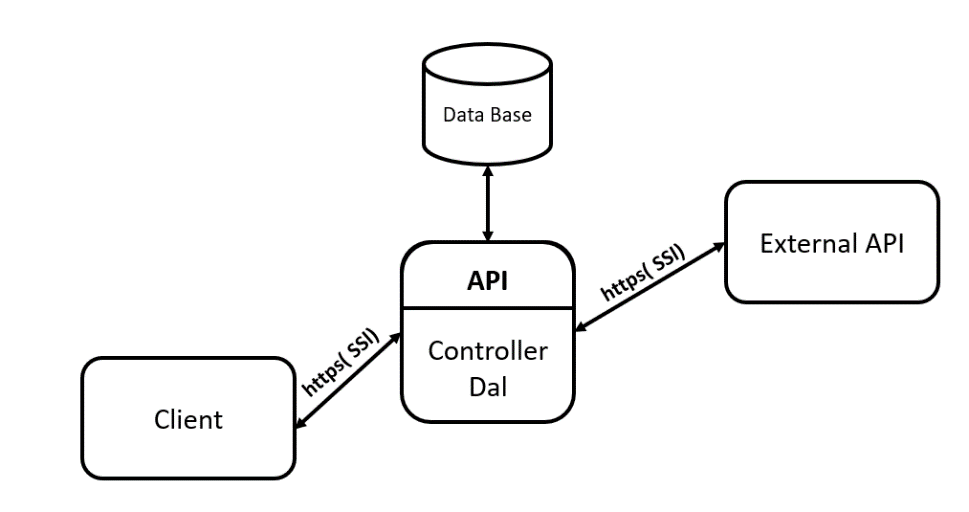 Data Base
External API
https( SSl)
API
Controller
Dal
https( SSl)
Client